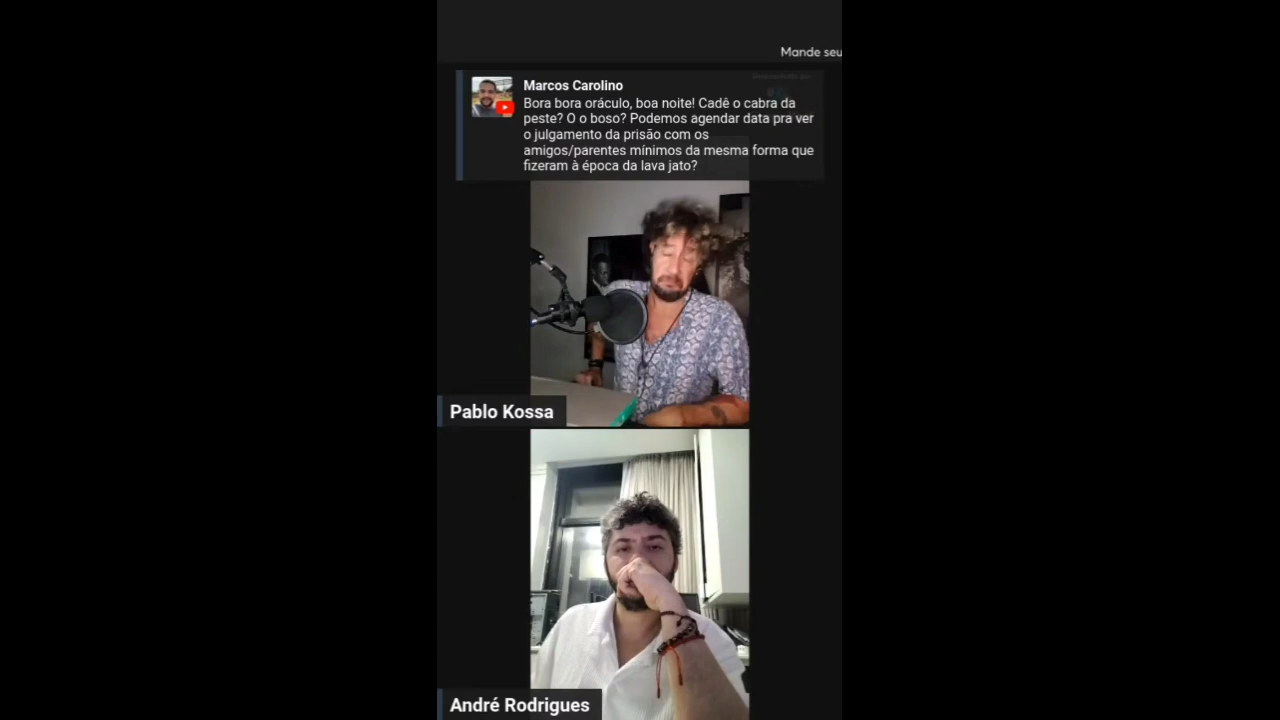 Mande seu
Marcos Carolino
Bora bora oráculo, boa noite! Cadê o cabra da
peste? O o boso? Podemos agendar data pra ver
o julgamento da prisão com os
amigos/parentes mínimos da mesma forma que
fizeram à época da lava jato?
Pablo Kossa
André Rodrigues